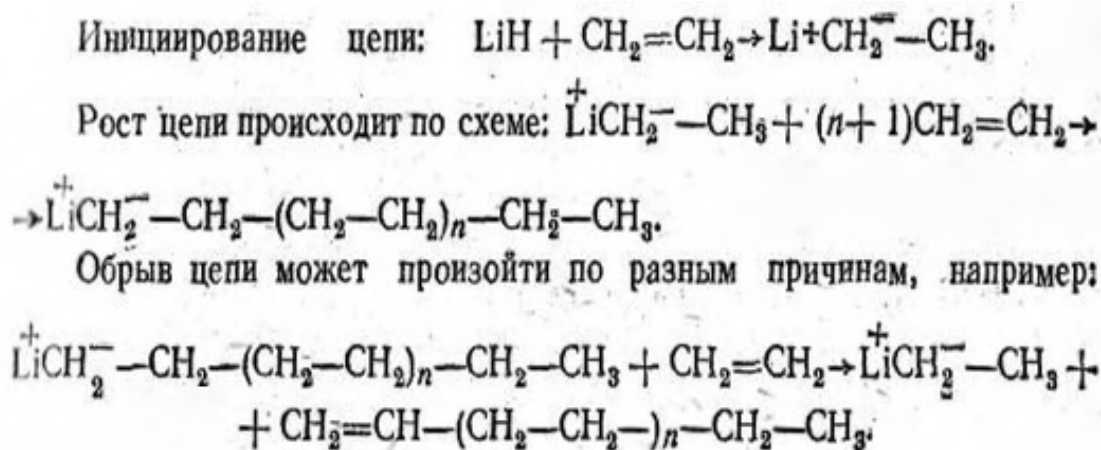 Инициирование цепи: LiH + CH₂=CH₂→Li⁺CH₂⁻—CH₃.
Рост цепи происходит по схеме: Li⁺CH₂⁻—CH₃ + (n + 1)CH₂=CH₂→
→Li⁺CH₂⁻—CH₂—(CH₂—CH₂)ₙ—CH₂—CH₃.
Обрыв цепи может произойти по разным причинам, например:
Li⁺CH₂⁻—CH₂—(CH₂—CH₂)ₙ—CH₂—CH₃ + CH₂=CH₂→Li⁺CH₂⁻—CH₃ +
+ CH₂=CH—(CH₂—CH₂—)ₙ—CH₂—CH₃.